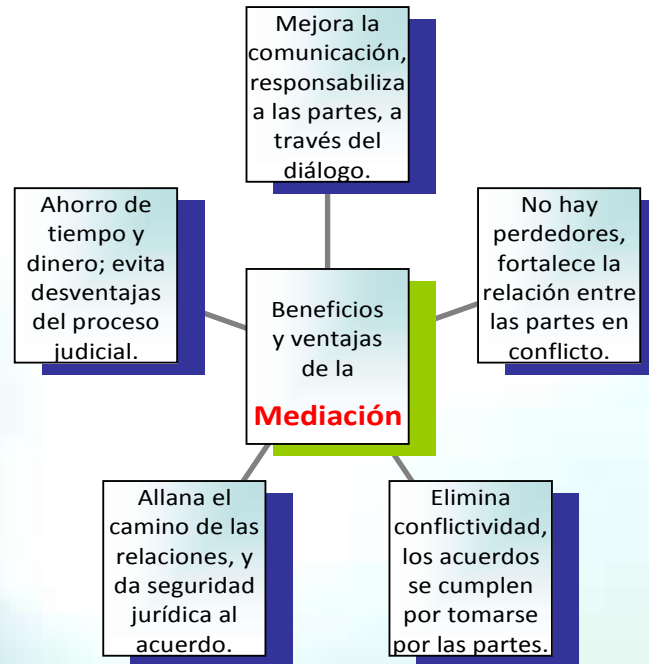 Mejora la
comunicación,
responsabiliza
a las partes, a
través del
diálogo.
Ahorro de
tiempo y
dinero; evita
desventajas
del proceso
judicial.
No hay
perdedores,
fortalece la
relación entre
las partes en
conflicto.
Beneficios
y ventajas
de la
Mediación
Allana el
camino de las
relaciones, y
da seguridad
jurídica al
acuerdo.
Elimina
conflictividad,
los acuerdos
se cumplen
por tomarse
por las partes.